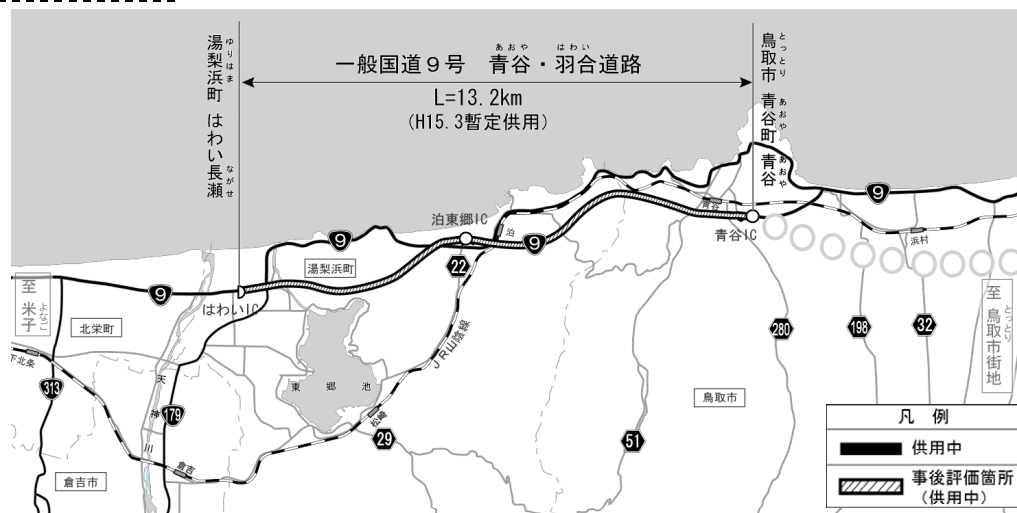 一般国道９号　青谷・羽合道路
あおや
はわい
L=13.2km
(H15.3暫定供用)
湯梨浜町 はわい長瀬
ゆりはま
ながせ
鳥取市 青谷町 青谷
とっとり
あおや
あおや
9
青谷
青谷IC
浜村
泊東郷IC
泊
9
9
湯梨浜町
22
9
はわいIC
至 米子
よなご
北栄町
下北条
313
天神川
179
倉吉
倉吉市
東郷池
松崎
JR山陰線
29
51
280
198
32
鳥取市
至 鳥取市街地
とっとり
凡　例
供用中
事後評価箇所
（供用中）